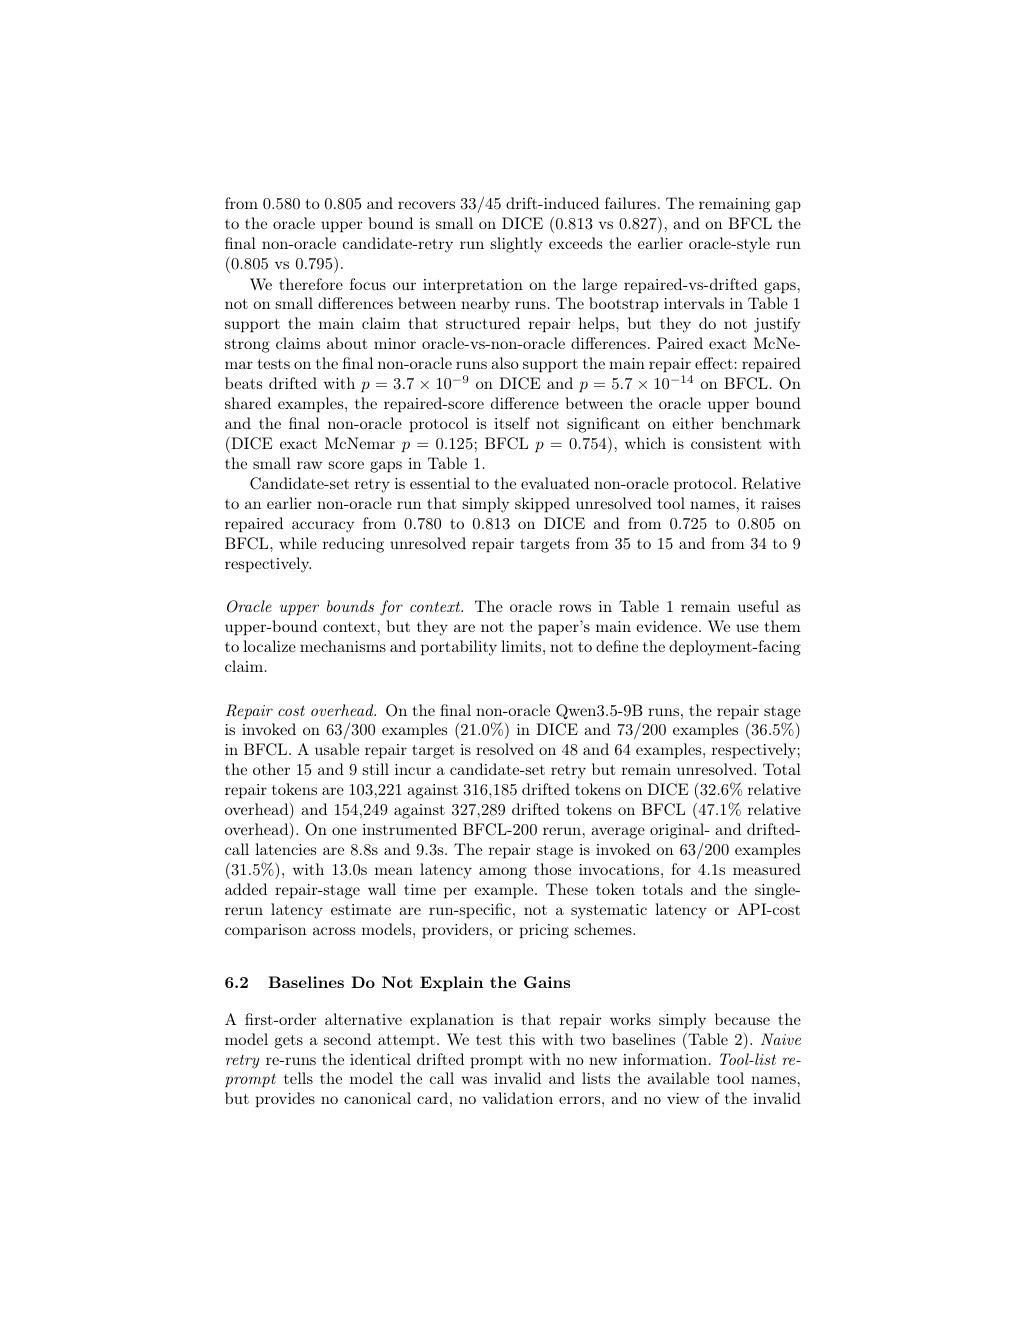 from 0.580 to 0.805 and recovers 33/45 drift-induced failures. The remaining gap
to the oracle upper bound is small on DICE (0.813 vs 0.827), and on BFCL the
final non-oracle candidate-retry run slightly exceeds the earlier oracle-style run
(0.805 vs 0.795).
We therefore focus our interpretation on the large repaired-vs-drifted gaps,
not on small differences between nearby runs. The bootstrap intervals in Table 1
support the main claim that structured repair helps, but they do not justify
strong claims about minor oracle-vs-non-oracle differences. Paired exact McNe-
mar tests on the final non-oracle runs also support the main repair effect: repaired
beats drifted with p = 3.7 × 10⁻⁹ on DICE and p = 5.7 × 10⁻¹⁴ on BFCL. On
shared examples, the repaired-score difference between the oracle upper bound
and the final non-oracle protocol is itself not significant on either benchmark
(DICE exact McNemar p = 0.125; BFCL p = 0.754), which is consistent with
the small raw score gaps in Table 1.
Candidate-set retry is essential to the evaluated non-oracle protocol. Relative
to an earlier non-oracle run that simply skipped unresolved tool names, it raises
repaired accuracy from 0.780 to 0.813 on DICE and from 0.725 to 0.805 on
BFCL, while reducing unresolved repair targets from 35 to 15 and from 34 to 9
respectively.
Oracle upper bounds for context. The oracle rows in Table 1 remain useful as
upper-bound context, but they are not the paper's main evidence. We use them
to localize mechanisms and portability limits, not to define the deployment-facing
claim.
Repair cost overhead. On the final non-oracle Qwen3.5-9B runs, the repair stage
is invoked on 63/300 examples (21.0%) in DICE and 73/200 examples (36.5%)
in BFCL. A usable repair target is resolved on 48 and 64 examples, respectively;
the other 15 and 9 still incur a candidate-set retry but remain unresolved. Total
repair tokens are 103,221 against 316,185 drifted tokens on DICE (32.6% relative
overhead) and 154,249 against 327,289 drifted tokens on BFCL (47.1% relative
overhead). On one instrumented BFCL-200 rerun, average original- and drifted-
call latencies are 8.8s and 9.3s. The repair stage is invoked on 63/200 examples
(31.5%), with 13.0s mean latency among those invocations, for 4.1s measured
added repair-stage wall time per example. These token totals and the single-
rerun latency estimate are run-specific, not a systematic latency or API-cost
comparison across models, providers, or pricing schemes.
6.2 Baselines Do Not Explain the Gains
A first-order alternative explanation is that repair works simply because the
model gets a second attempt. We test this with two baselines (Table 2). Naive
retry re-runs the identical drifted prompt with no new information. Tool-list re-
prompt tells the model the call was invalid and lists the available tool names,
but provides no canonical card, no validation errors, and no view of the invalid